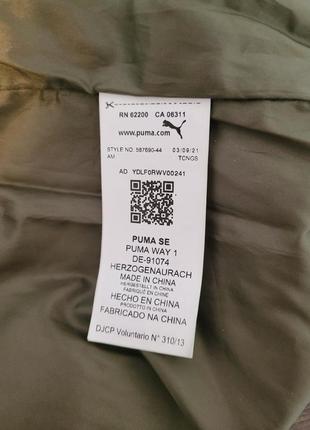 RN 62200 CA 06311
www.puma.com
STYLE NO. 587690-44 03/09/21
AM TCNGS
AD YDLF0RWV00241
PUMA SE
PUMA WAY 1
DE-91074
HERZOGENAURACH
MADE IN CHINA
HERGESTELLT IN CHINA
FABRIQUÉ EN CHINE
HECHO EN CHINA
PRODOTTO IN CINA
FABRICADO NA CHINA
DJCP Voluntario N° 310/13